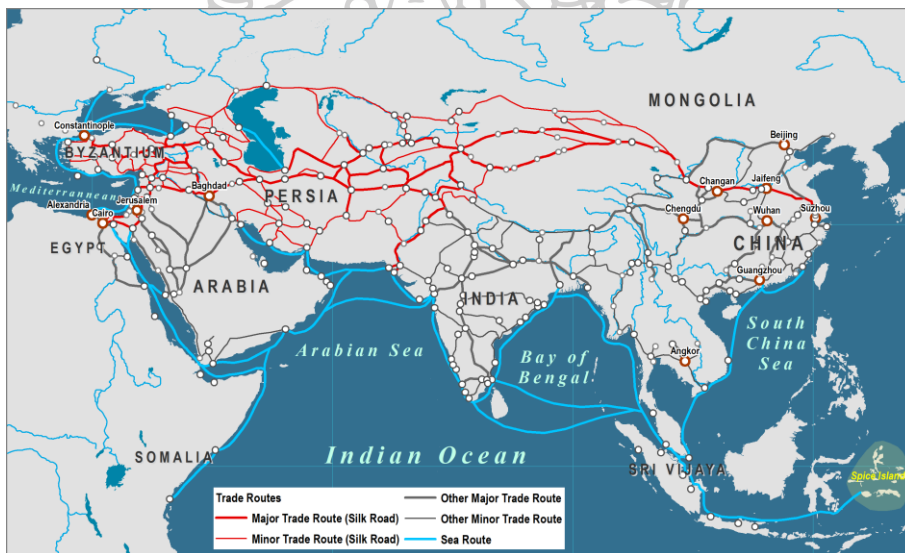 MONGOLIA
Constantinople
Beijing
BYZANTIUM
Mediterrannean
Baghdad
PERSIA
Changan
Jaifeng
Alexandria
Jerusalem
Cairo
Chengdu
Wuhan
Suzhou
EGYPT
CHINA
ARABIA
INDIA
Guangzhou
Arabian Sea
Bay of
Bengal
Angkor
South
China
Sea
SOMALIA
Indian Ocean
SRI VIJAYA
Spice Island
Trade Routes
Major Trade Route (Silk Road)
Minor Trade Route (Silk Road)
Other Major Trade Route
Other Minor Trade Route
Sea Route